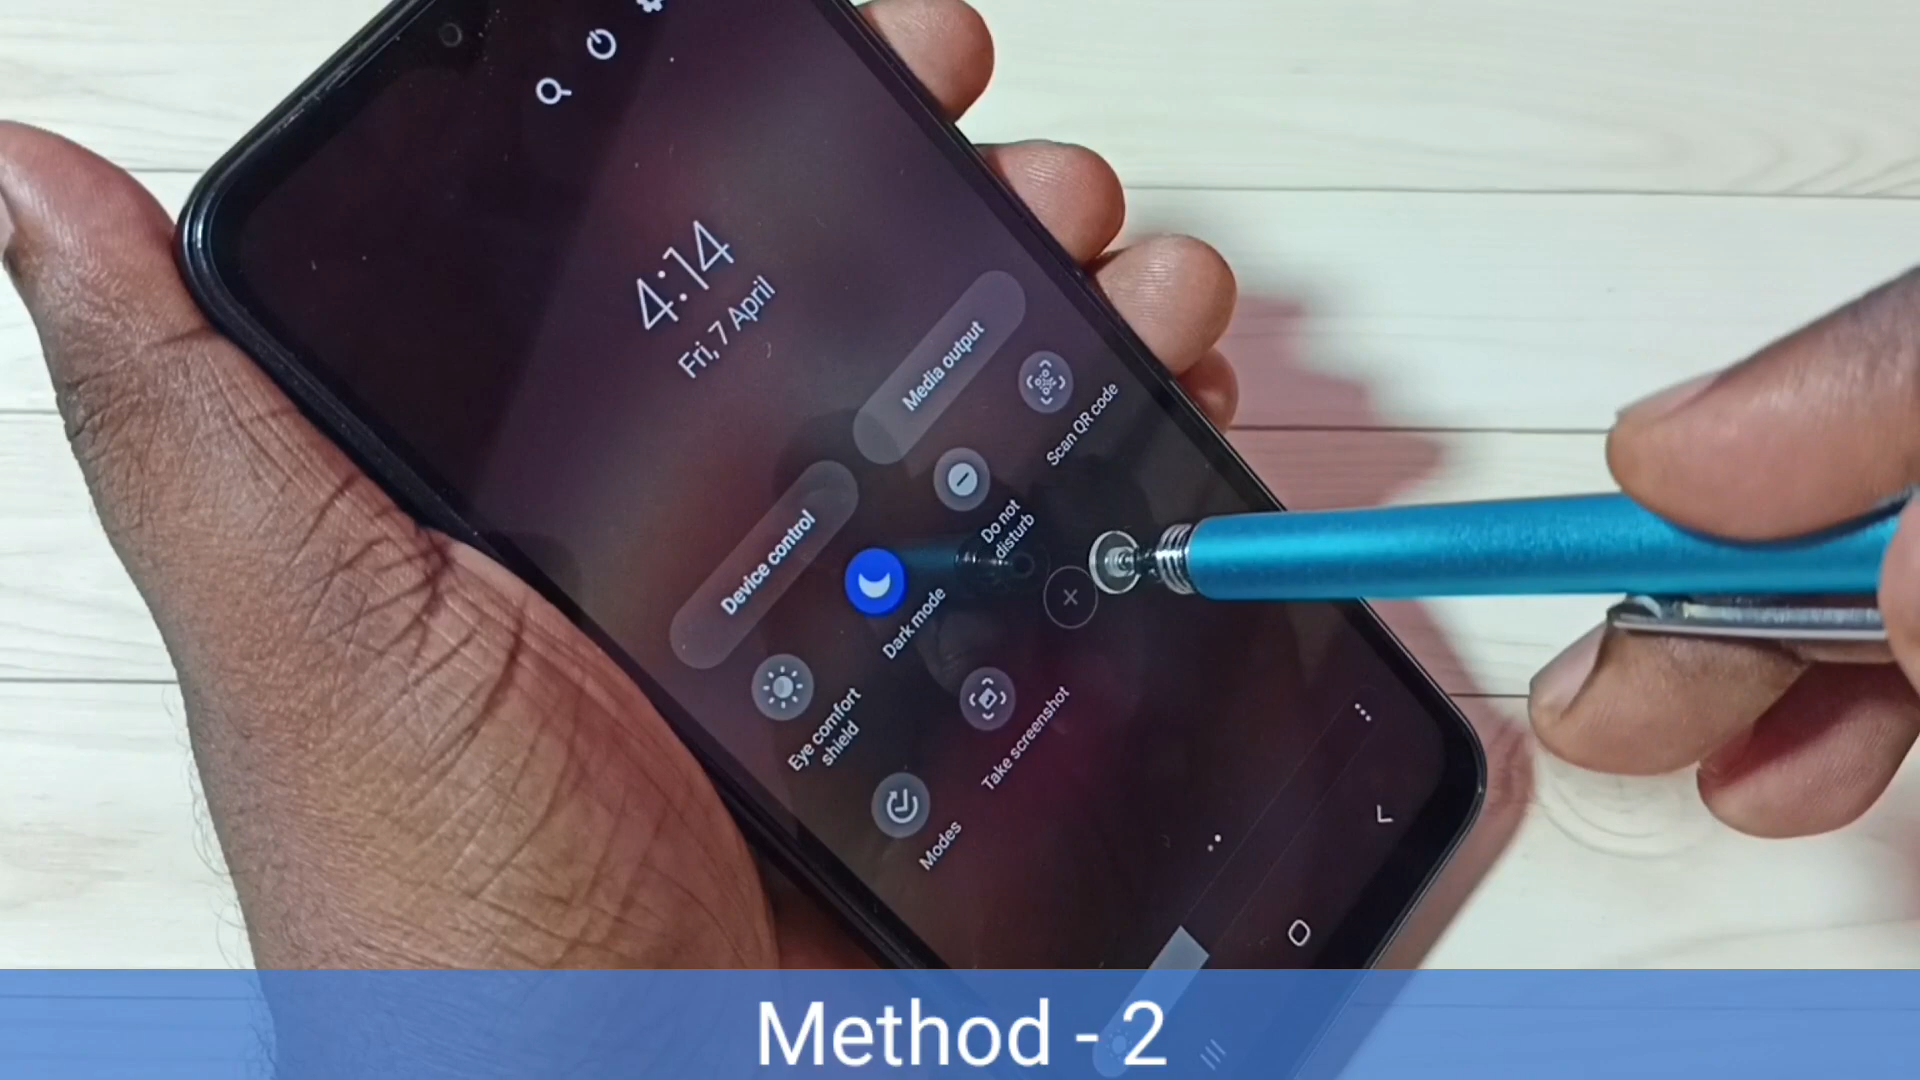 4:14
Fri, 7 April
Device control
Media output
Eye comfort
shield
Dark mode
Do not
disturb
Scan QR code
Modes
Take screenshot
Method - 2